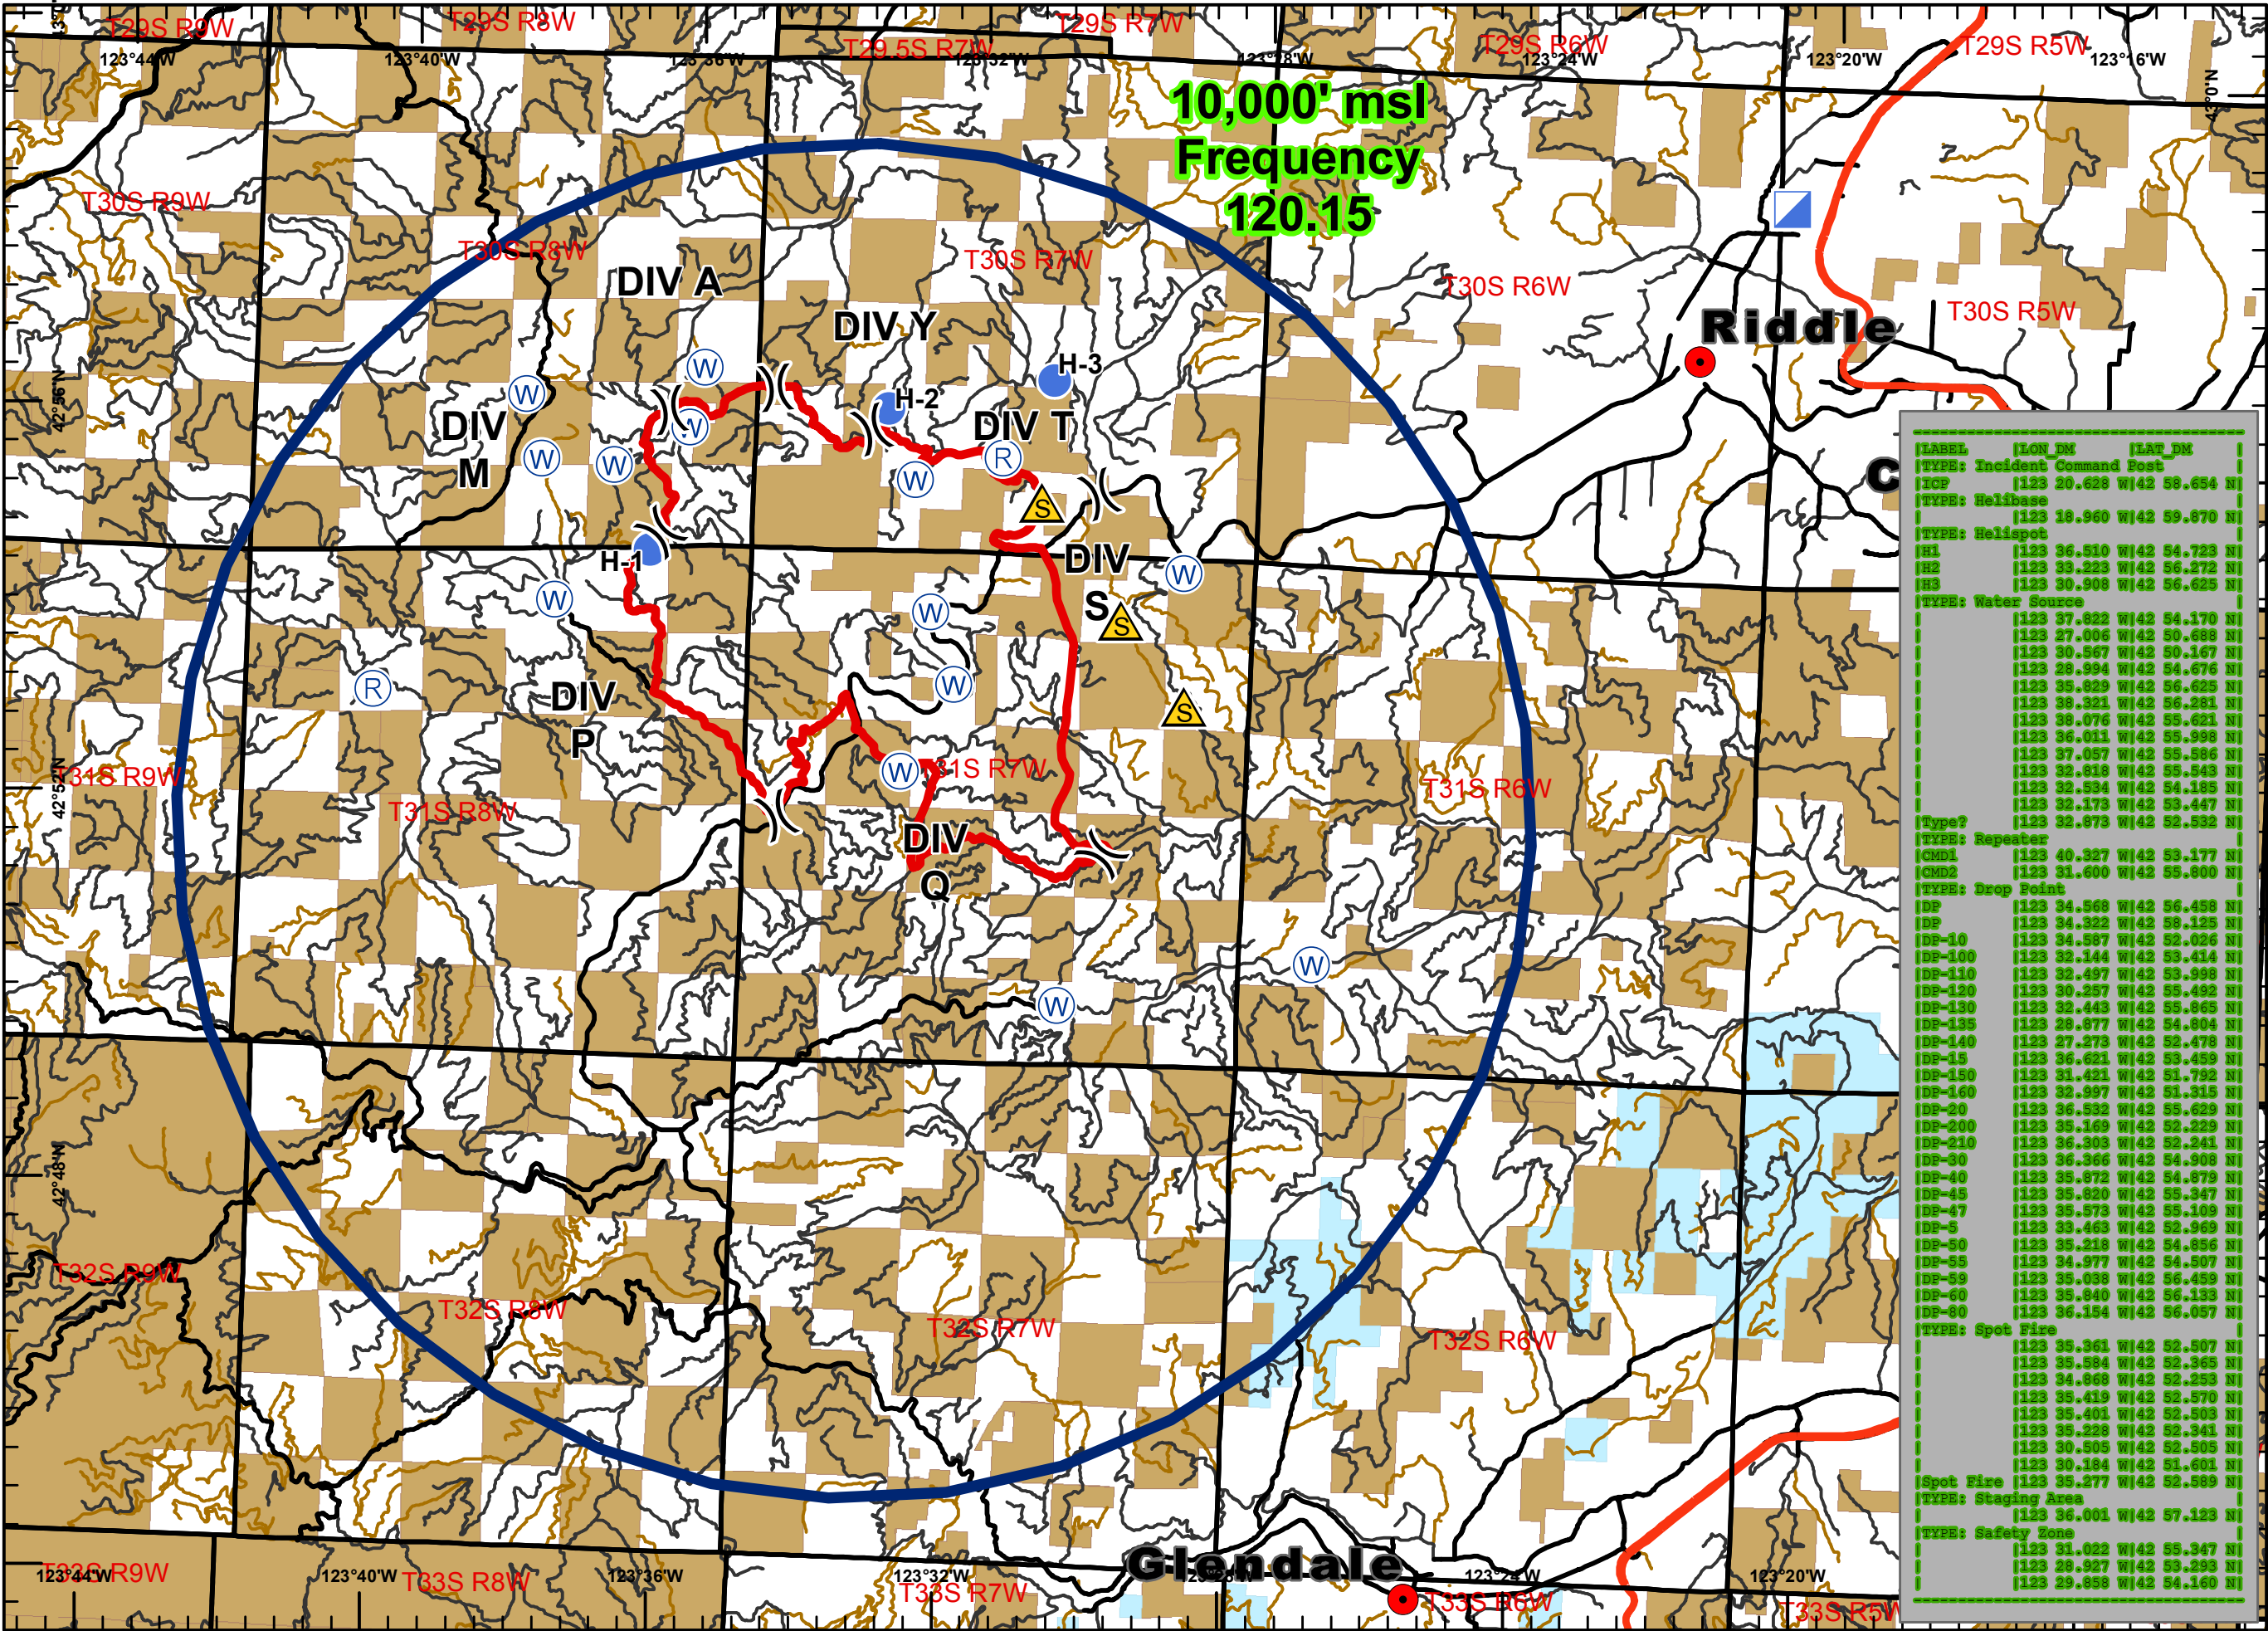 T29S R9W
T29S R8W
T29S R7W
T29.5S R7W
T29S R6W
T29S R5W
123°44'W
123°40'W
123°36'W
123°32'W
123°28'W
123°24'W
123°20'W
123°16'W
43°0'N
10,000' msl
Frequency
120.15
T30S R9W
T30S R8W
T30S R7W
T30S R6W
T30S R5W
DIV A
DIV Y
Riddle
H-3
H-2
42°56'N
DIV
M
DIV T
W
W
W
W
W
W
R
S
C
H-1
DIV
S
W
W
W
S
R
DIV
P
W
S
42°52'N
T31S R9W
T31S R8W
W
T31S R7W
T31S R6W
DIV
Q
W
W
42°48'N
T32S R9W
T32S R8W
T32S R7W
T32S R6W
Glendale
T33S R9W
T33S R8W
T33S R7W
T33S R6W
T33S R5W
123°44'W
123°40'W
123°36'W
123°32'W
123°24'W
123°20'W
|LABEL |LON_DM |LAT_DM |
|TYPE: Incident Command Post |
|ICP |123 20.628 W|42 58.654 N|
|TYPE: Helibase |
| |123 18.960 W|42 59.870 N|
|TYPE: Helispot |
|H1 |123 36.510 W|42 54.723 N|
|H2 |123 33.223 W|42 56.272 N|
|H3 |123 30.908 W|42 56.625 N|
|TYPE: Water Source |
| |123 37.822 W|42 54.170 N|
| |123 27.006 W|42 50.688 N|
| |123 30.567 W|42 50.167 N|
| |123 28.994 W|42 54.676 N|
| |123 35.829 W|42 56.625 N|
| |123 38.321 W|42 56.281 N|
| |123 38.076 W|42 55.621 N|
| |123 36.011 W|42 55.998 N|
| |123 37.057 W|42 55.586 N|
| |123 32.818 W|42 55.543 N|
| |123 32.534 W|42 54.185 N|
| |123 32.173 W|42 53.447 N|
|Type? |123 32.873 W|42 52.532 N|
|TYPE: Repeater |
|CMD1 |123 40.327 W|42 53.177 N|
|CMD2 |123 31.600 W|42 55.800 N|
|TYPE: Drop Point |
|DP |123 34.568 W|42 56.458 N|
|DP |123 34.322 W|42 58.125 N|
|DP-10 |123 34.587 W|42 52.026 N|
|DP-100 |123 32.144 W|42 53.414 N|
|DP-110 |123 32.497 W|42 53.998 N|
|DP-120 |123 30.257 W|42 55.492 N|
|DP-130 |123 32.443 W|42 55.865 N|
|DP-135 |123 28.877 W|42 54.804 N|
|DP-140 |123 27.273 W|42 52.478 N|
|DP-15 |123 36.621 W|42 53.459 N|
|DP-150 |123 31.421 W|42 51.792 N|
|DP-160 |123 32.997 W|42 51.315 N|
|DP-20 |123 36.532 W|42 55.629 N|
|DP-200 |123 35.169 W|42 52.229 N|
|DP-210 |123 36.303 W|42 52.241 N|
|DP-30 |123 36.366 W|42 54.908 N|
|DP-40 |123 35.872 W|42 54.879 N|
|DP-45 |123 35.820 W|42 55.347 N|
|DP-47 |123 35.573 W|42 55.109 N|
|DP-5 |123 33.463 W|42 52.969 N|
|DP-50 |123 35.218 W|42 54.856 N|
|DP-55 |123 34.977 W|42 54.507 N|
|DP-59 |123 35.038 W|42 56.459 N|
|DP-60 |123 35.840 W|42 56.133 N|
|DP-80 |123 36.154 W|42 56.057 N|
|TYPE: Spot Fire |
| |123 35.361 W|42 52.507 N|
| |123 35.584 W|42 52.365 N|
| |123 34.868 W|42 52.253 N|
| |123 35.419 W|42 52.570 N|
| |123 35.401 W|42 52.503 N|
| |123 35.228 W|42 52.341 N|
| |123 30.505 W|42 52.505 N|
| |123 30.184 W|42 51.601 N|
|Spot Fire |123 35.277 W|42 52.589 N|
|TYPE: Staging Area |
| |123 36.001 W|42 57.123 N|
|TYPE: Safety Zone |
| |123 31.022 W|42 55.347 N|
| |123 28.927 W|42 53.293 N|
| |123 29.858 W|42 54.160 N|